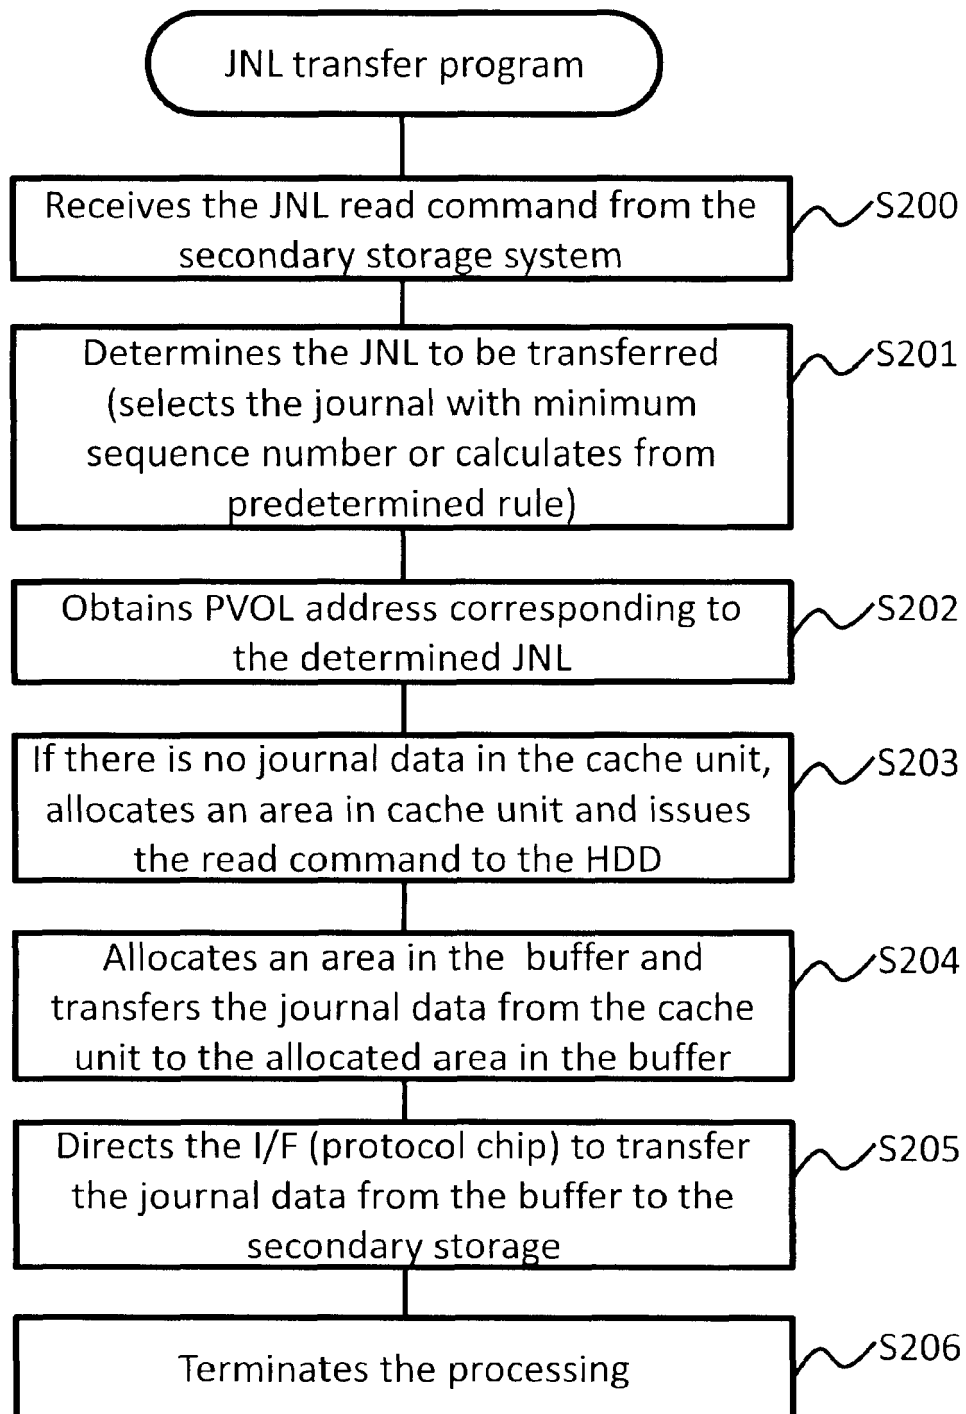 JNL transfer program
Receives the JNL read command from the
secondary storage system
S200
Determines the JNL to be transferred
(selects the journal with minimum
sequence number or calculates from
predetermined rule)
S201
Obtains PVOL address corresponding to
the determined JNL
S202
If there is no journal data in the cache unit,
allocates an area in cache unit and issues
the read command to the HDD
S203
Allocates an area in the buffer and
transfers the journal data from the cache
unit to the allocated area in the buffer
S204
Directs the I/F (protocol chip) to transfer
the journal data from the buffer to the
secondary storage
S205
Terminates the processing
S206